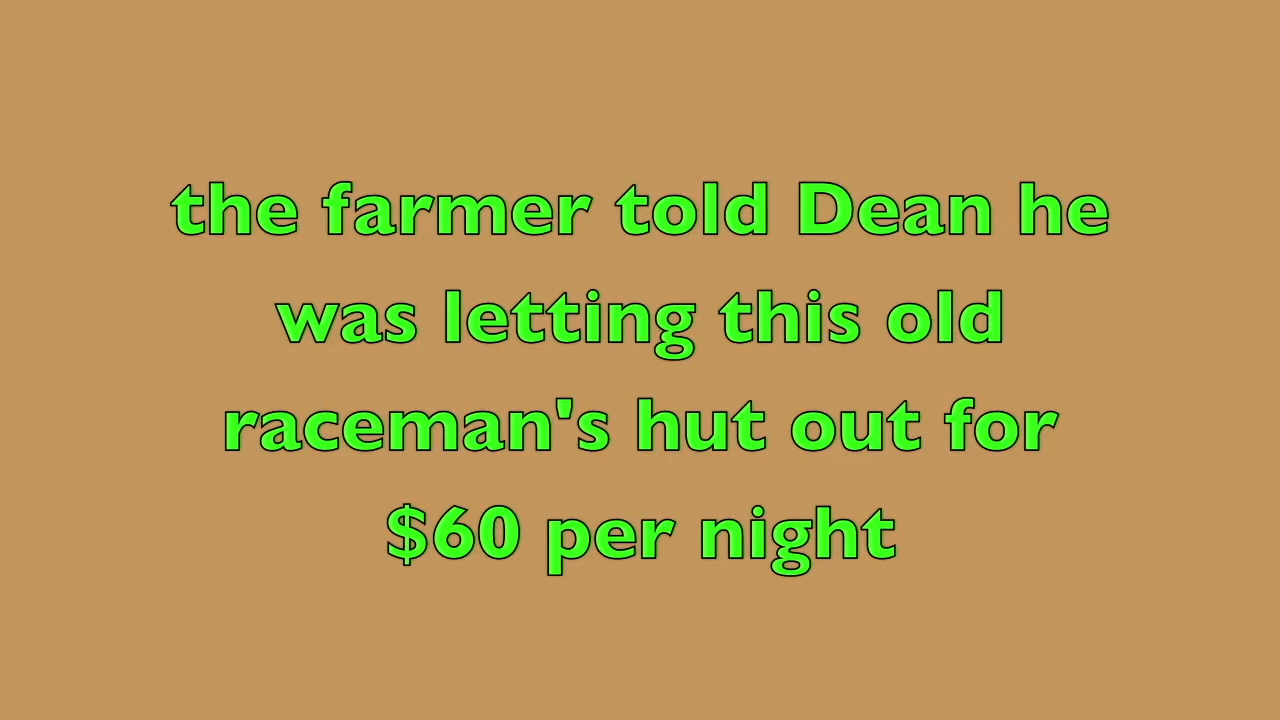 the farmer told Dean he
was letting this old
raceman's hut out for
$60 per night